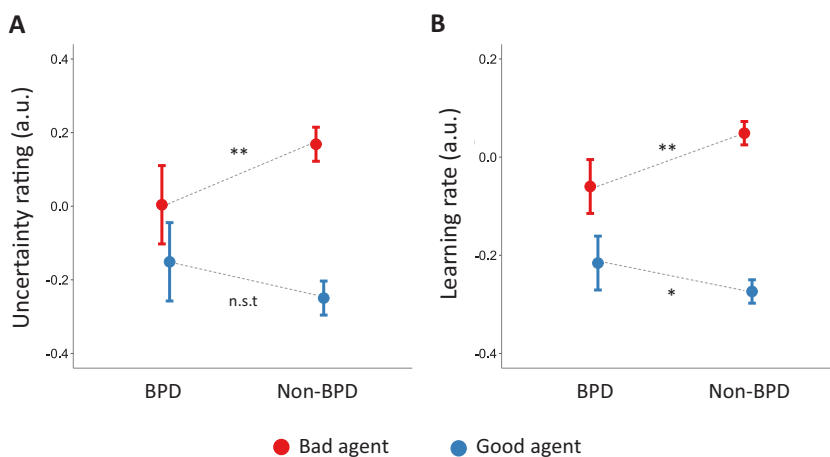 A
Uncertainty rating (a.u.)
0.4
0.2
0.0
-0.2
-0.4
**
n.s.t
BPD
Non-BPD
B
Learning rate (a.u.)
0.2
0.0
-0.2
-0.4
**
*
BPD
Non-BPD
Bad agent
Good agent